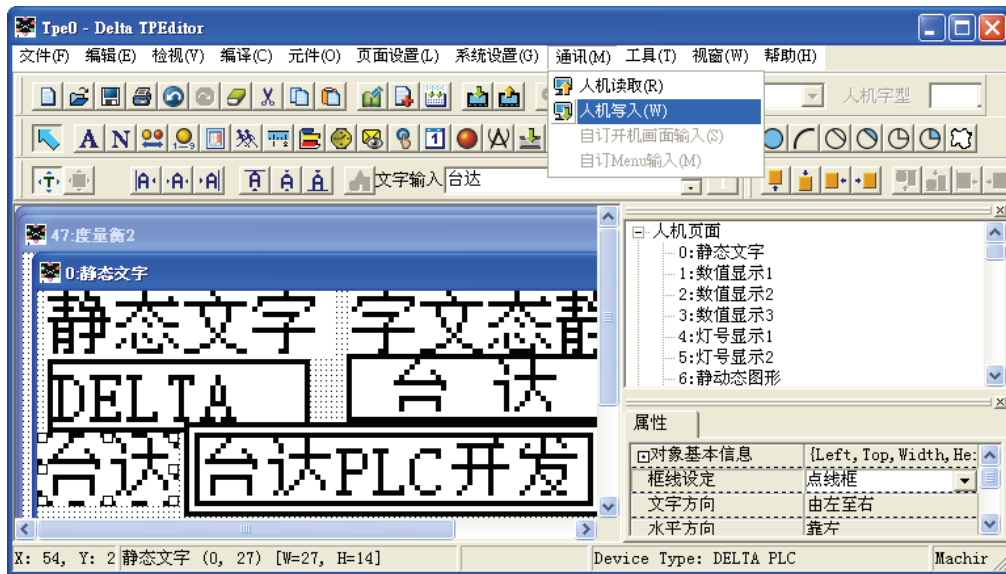 Tpe0 - Delta TPEditor
文件(F) 编辑(E) 检视(V) 编译(C) 元件(O) 页面设置(L) 系统设置(G) 通讯(M) 工具(T) 视窗(W) 帮助(H)
人机读取(R)
人机字型
人机写入(W)
自订开机画面输入(S)
自订Menu输入(M)
文字输入 台达
47:度量衡2
0:静态文字
静态文字
DELTA
台达
台达
台达PLC开发
人机页面
0:静态文字
1:数值显示1
2:数值显示2
3:数值显示3
4:灯号显示1
5:灯号显示2
6:静动态图形
属性
对象基本信息 {Left, Top, Width, He:
框线设定 点线框
文字方向 由左至右
水平方向 靠左
X: 54, Y: 2 静态文字 (0, 27) [W=27, H=14] Device Type: DELTA PLC Machir